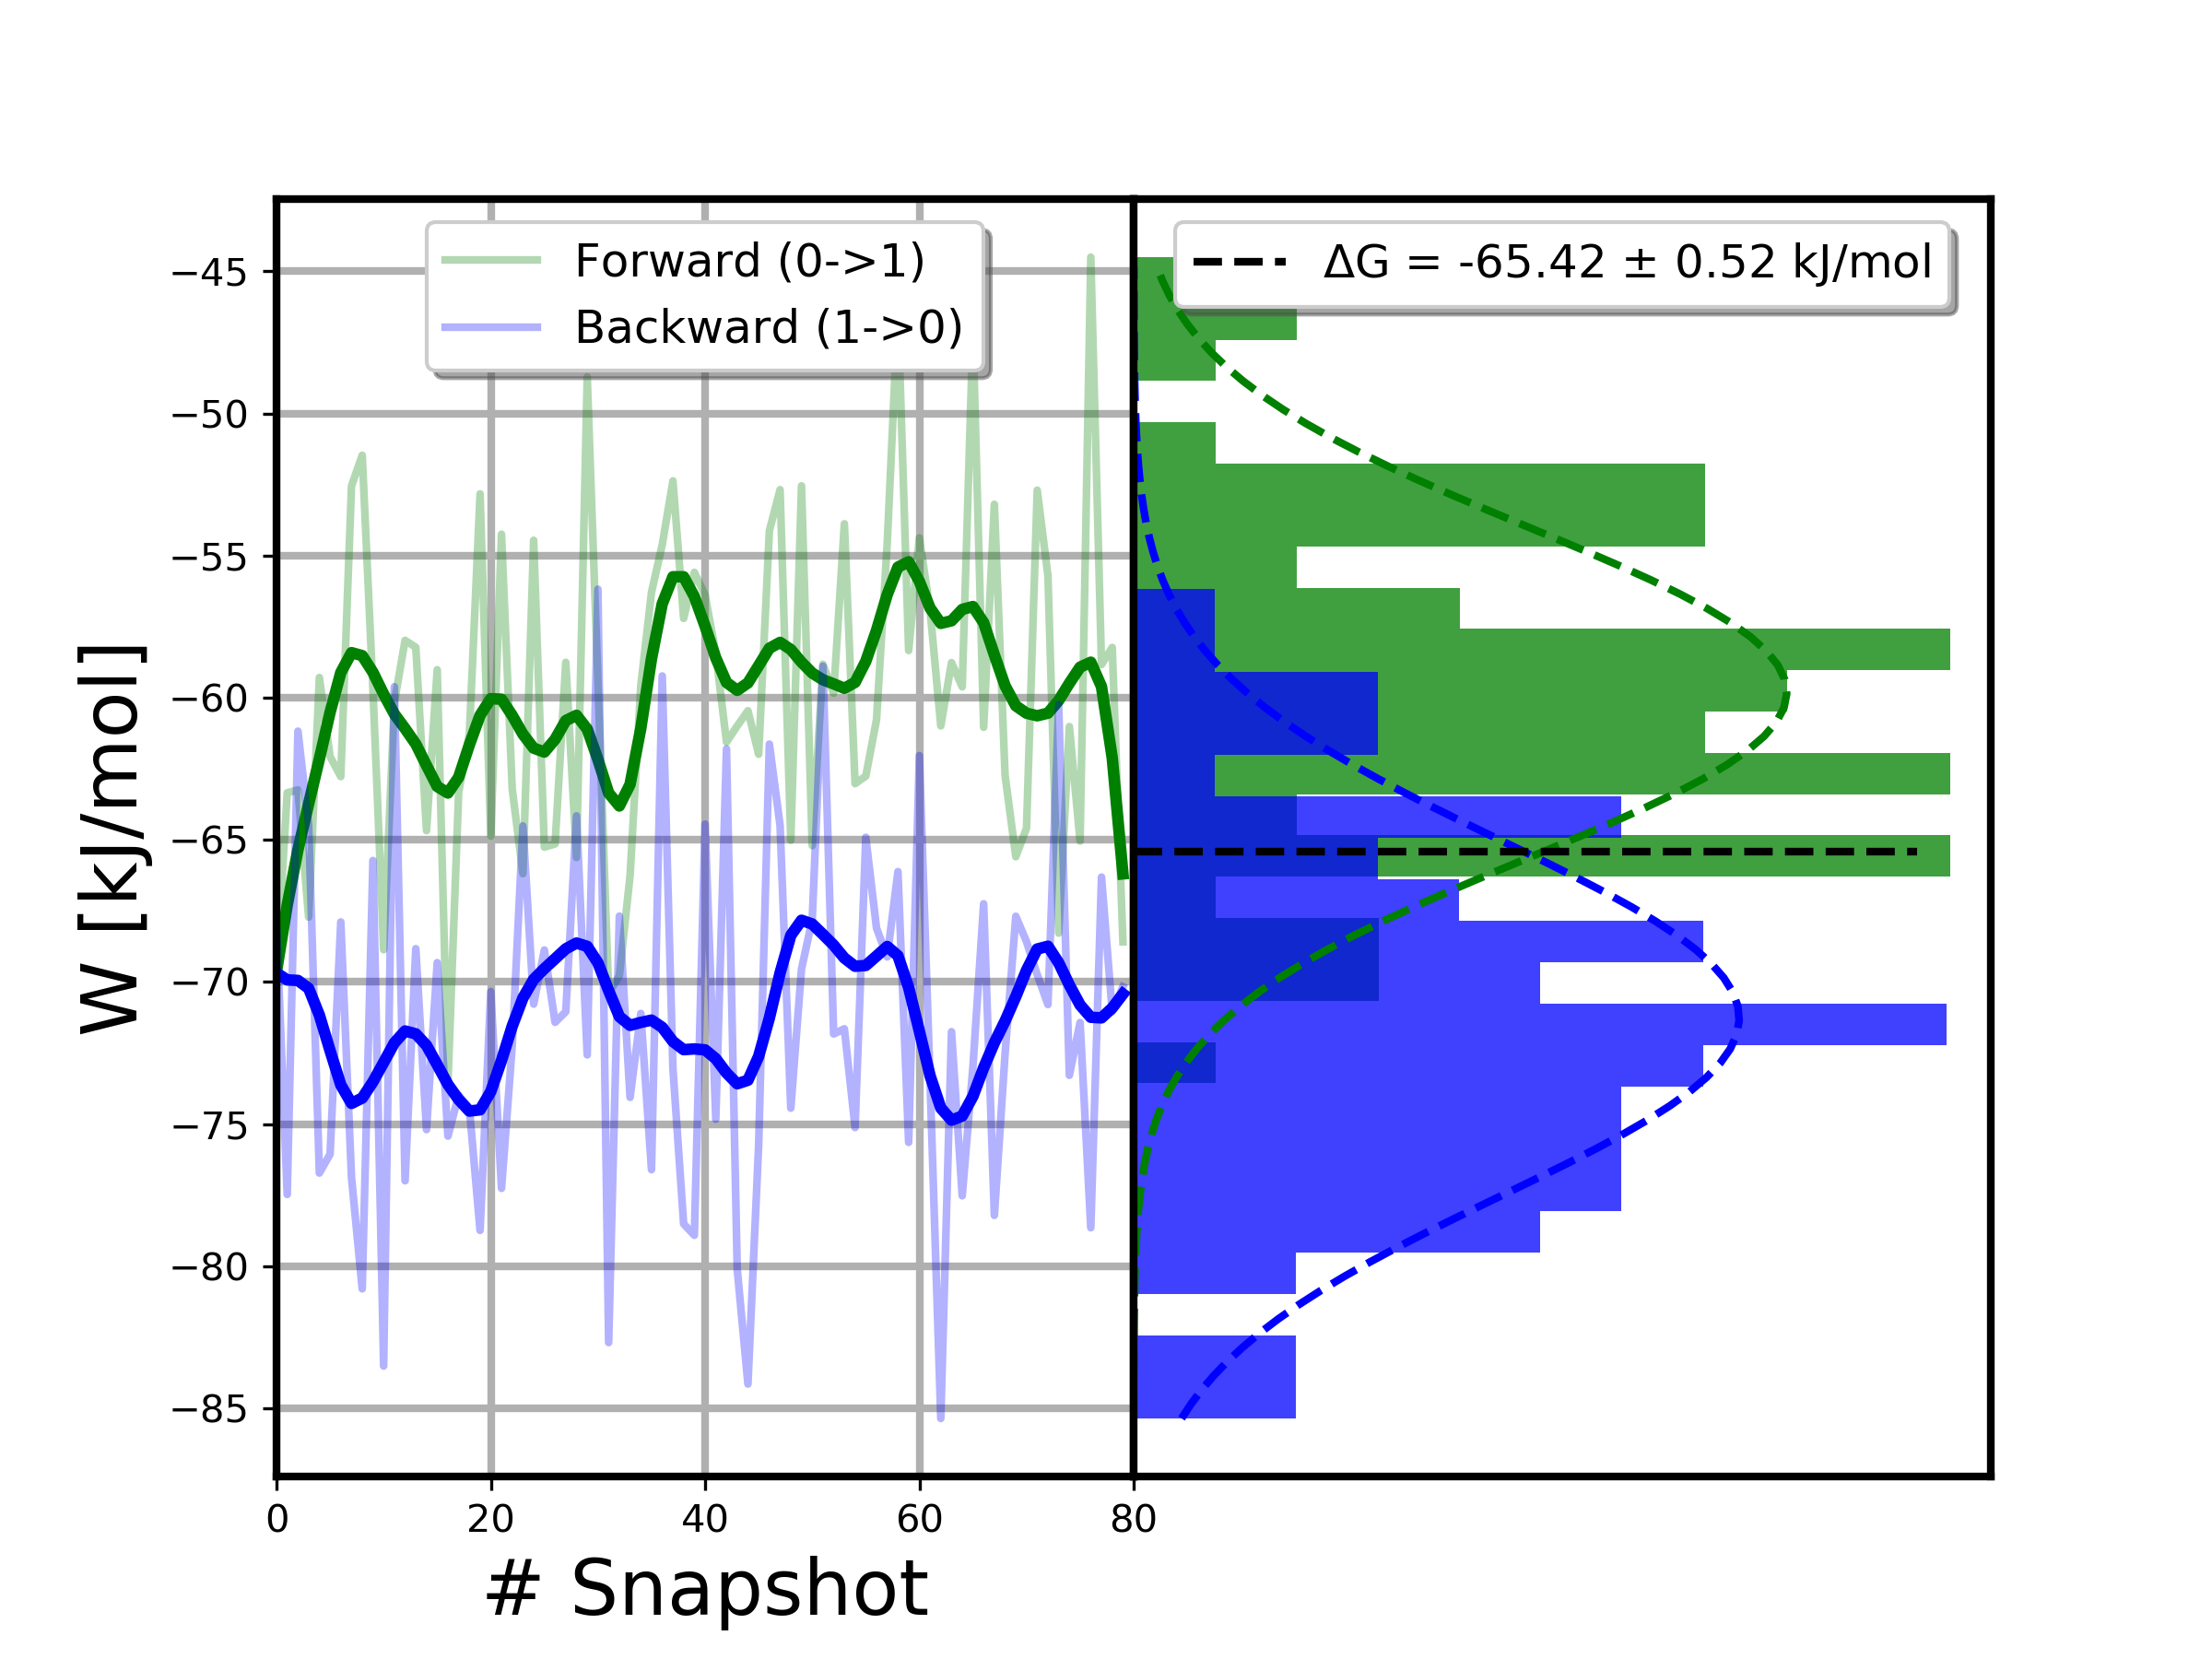 Forward (0->1)
Backward (1->0)
ΔG = -65.42 ± 0.52 kJ/mol
W [kJ/mol]
−45
−50
−55
−60
−65
−70
−75
−80
−85
0 20 40 60 80
# Snapshot